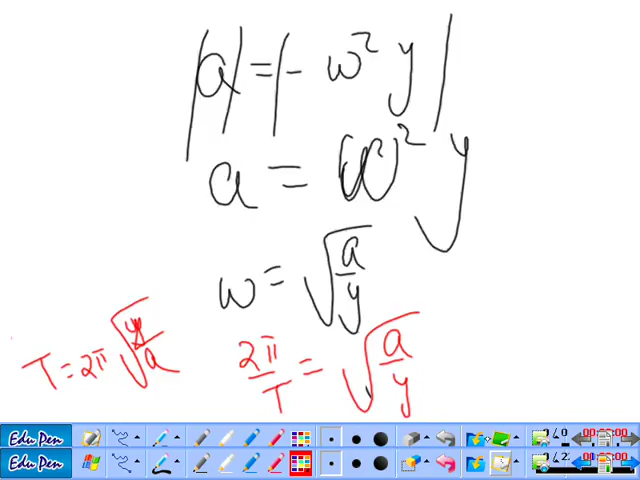 |a| = |- ω² y|
a = ω² y
ω = √(a/y)
2π/T = √(a/y)
T = 2π √(y/a)
Edu Pen
Edu Pen